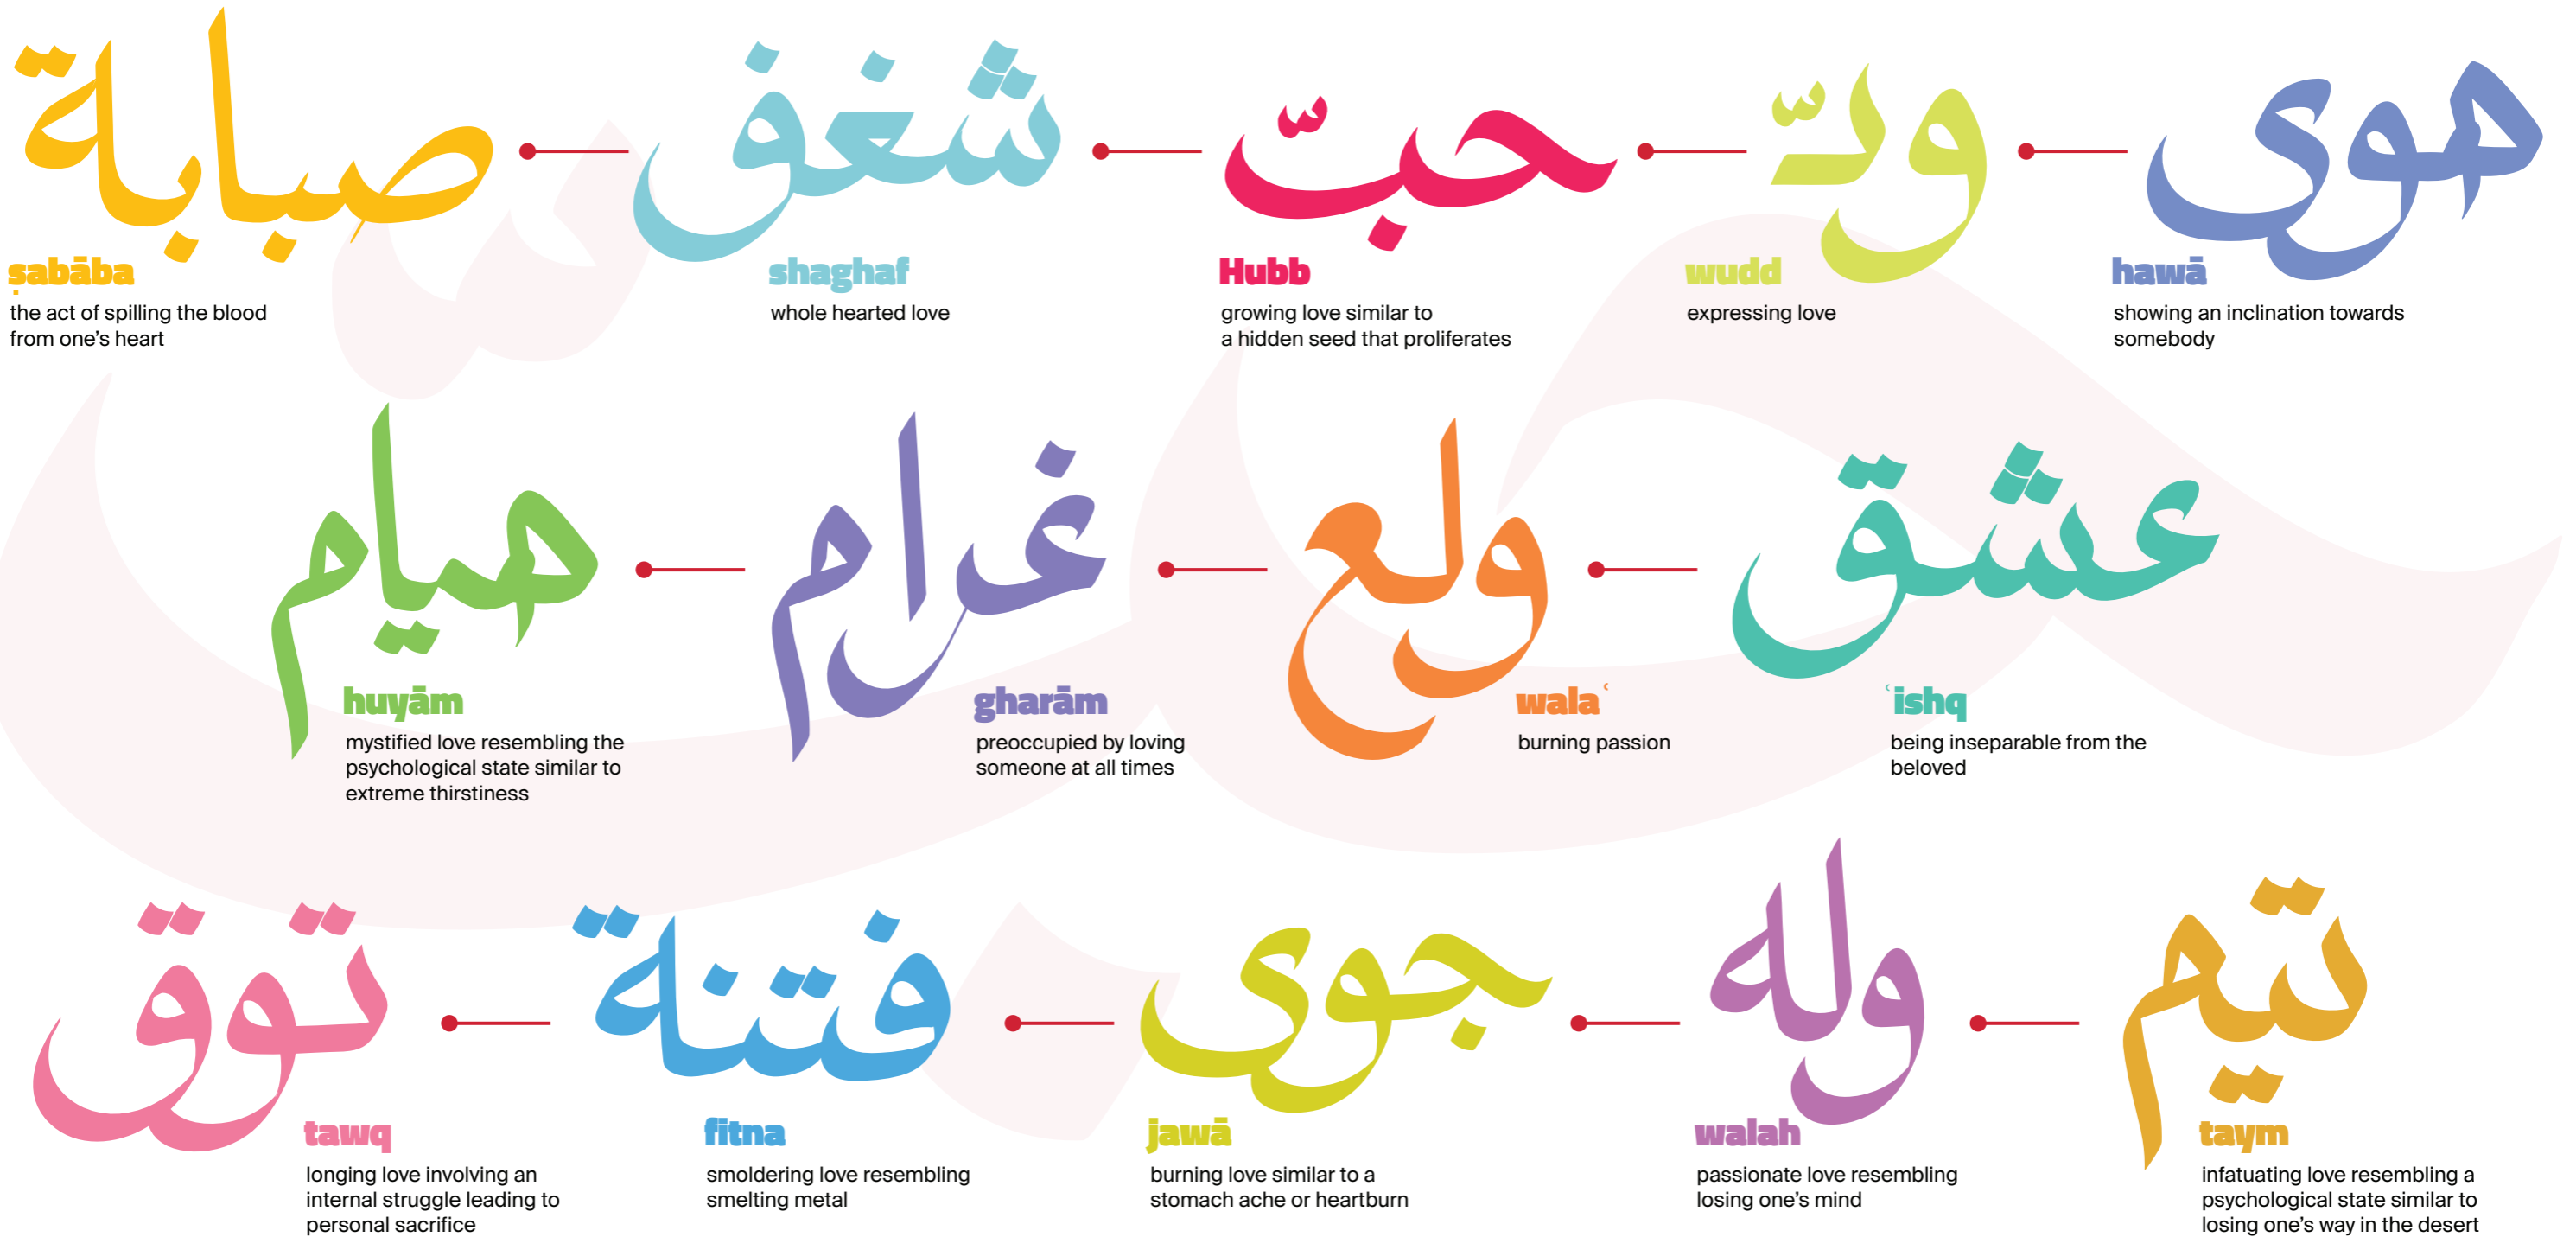 هوى
hawā
showing an inclination towards
somebody
ودّ
wudd
expressing love
حبّ
Hubb
growing love similar to
a hidden seed that proliferates
شغف
shaghaf
whole hearted love
صبابة
ṣabāba
the act of spilling the blood
from one's heart
عشق
ʿishq
being inseparable from the
beloved
ولع
walaʿ
burning passion
غرام
gharām
preoccupied by loving
someone at all times
هيام
huyām
mystified love resembling the
psychological state similar to
extreme thirstiness
تيم
taym
infatuating love resembling a
psychological state similar to
losing one's way in the desert
وله
walah
passionate love resembling
losing one's mind
جوى
jawā
burning love similar to a
stomach ache or heartburn
فتنة
fitna
smoldering love resembling
smelting metal
توق
tawq
longing love involving an
internal struggle leading to
personal sacrifice